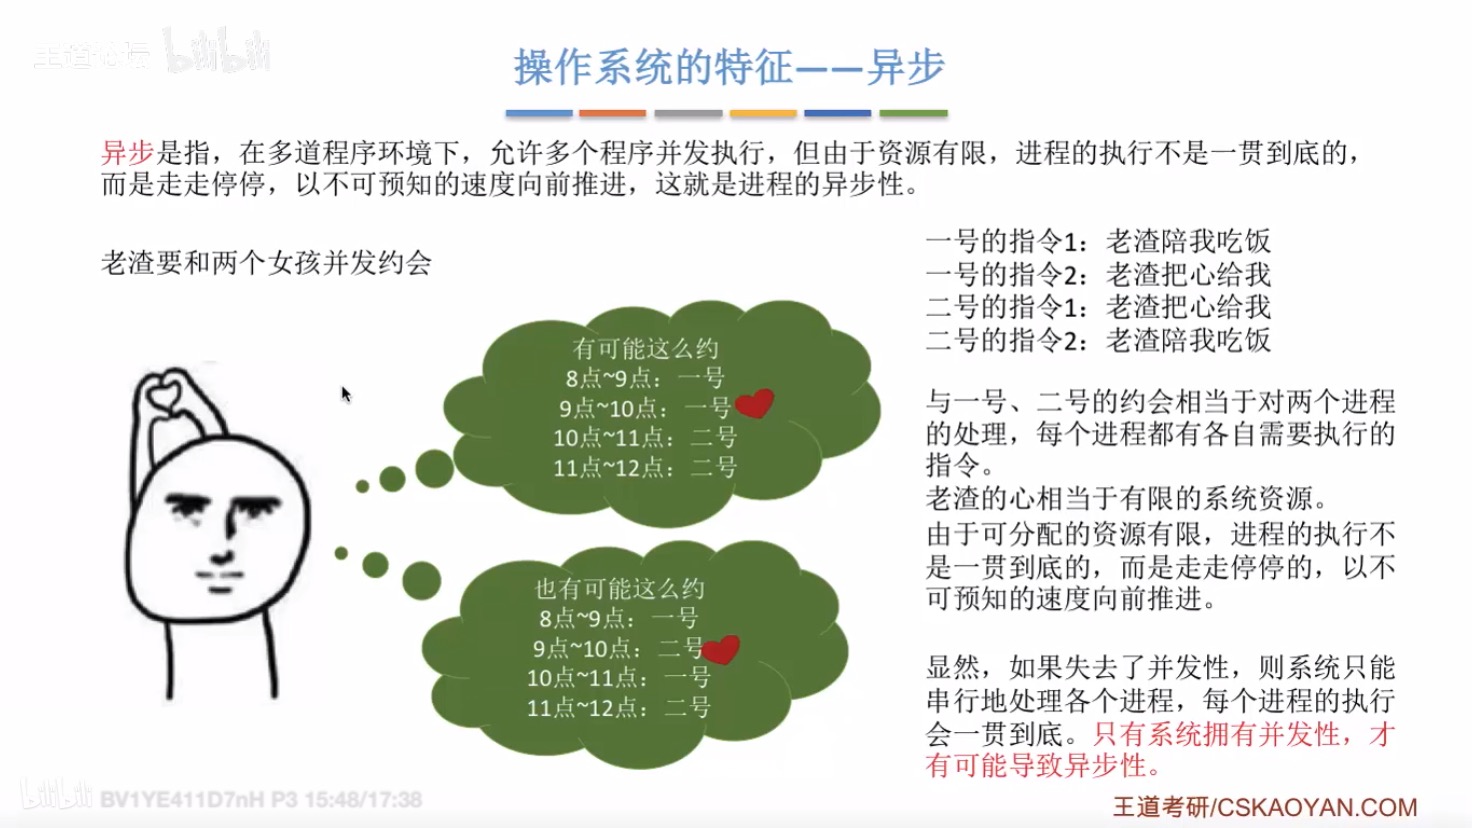 王道论坛 bilibili
操作系统的特征——异步
异步是指，在多道程序环境下，允许多个程序并发执行，但由于资源有限，进程的执行不是一贯到底的，
而是走走停停，以不可预知的速度向前推进，这就是进程的异步性。
老渣要和两个女孩并发约会
有可能这么约
8点~9点：一号
9点~10点：一号
10点~11点：二号
11点~12点：二号
也有可能这么约
8点~9点：一号
9点~10点：二号
10点~11点：一号
11点~12点：二号
一号的指令1：老渣陪我吃饭
一号的指令2：老渣把心给我
二号的指令1：老渣把心给我
二号的指令2：老渣陪我吃饭
与一号、二号的约会相当于对两个进程
的处理，每个进程都有各自需要执行的
指令。
老渣的心相当于有限的系统资源。
由于可分配的资源有限，进程的执行不
是一贯到底的，而是走走停停的，以不
可预知的速度向前推进。
显然，如果失去了并发性，则系统只能
串行地处理各个进程，每个进程的执行
会一贯到底。只有系统拥有并发性，才
有可能导致异步性。
bilibili BV1YE411D7nH P3 15:48/17:38
王道考研/CSKAOYAN.COM